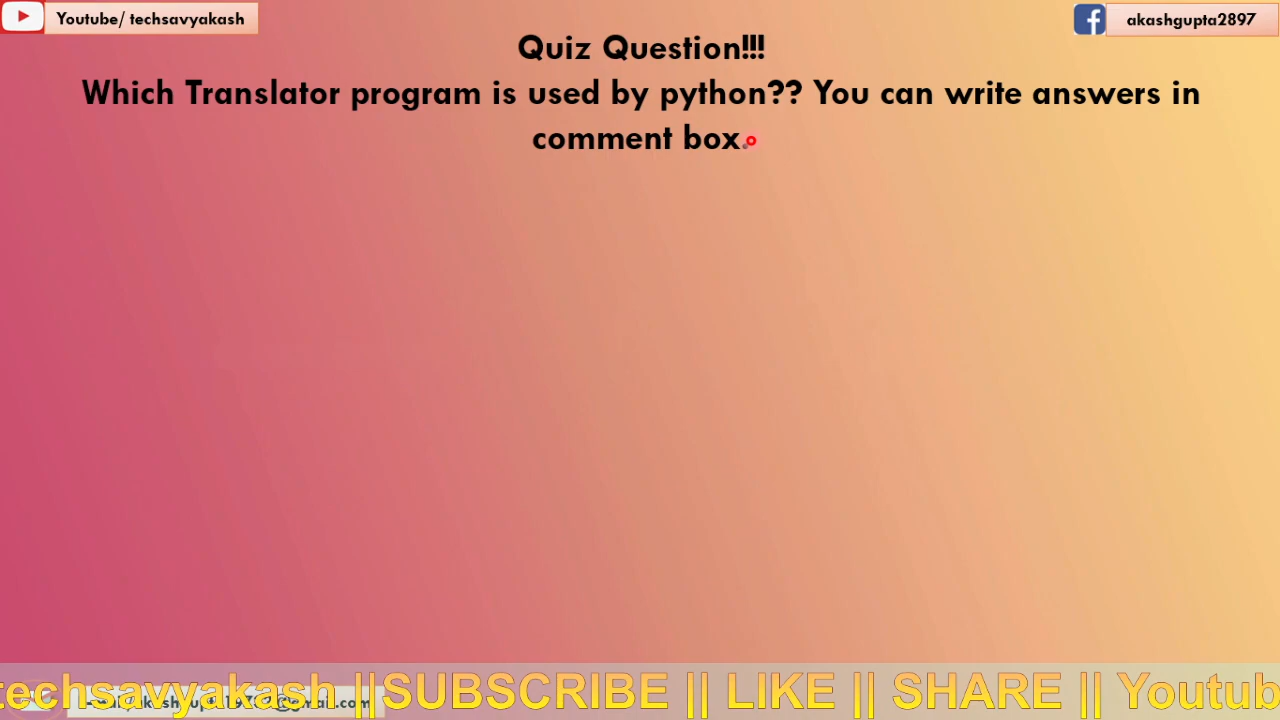 Youtube/ techsavyakash
akashgupta2897
Quiz Question!!!
Which Translator program is used by python?? You can write answers in
comment box.
techsavyakash ||SUBSCRIBE || LIKE || SHARE || Youtub